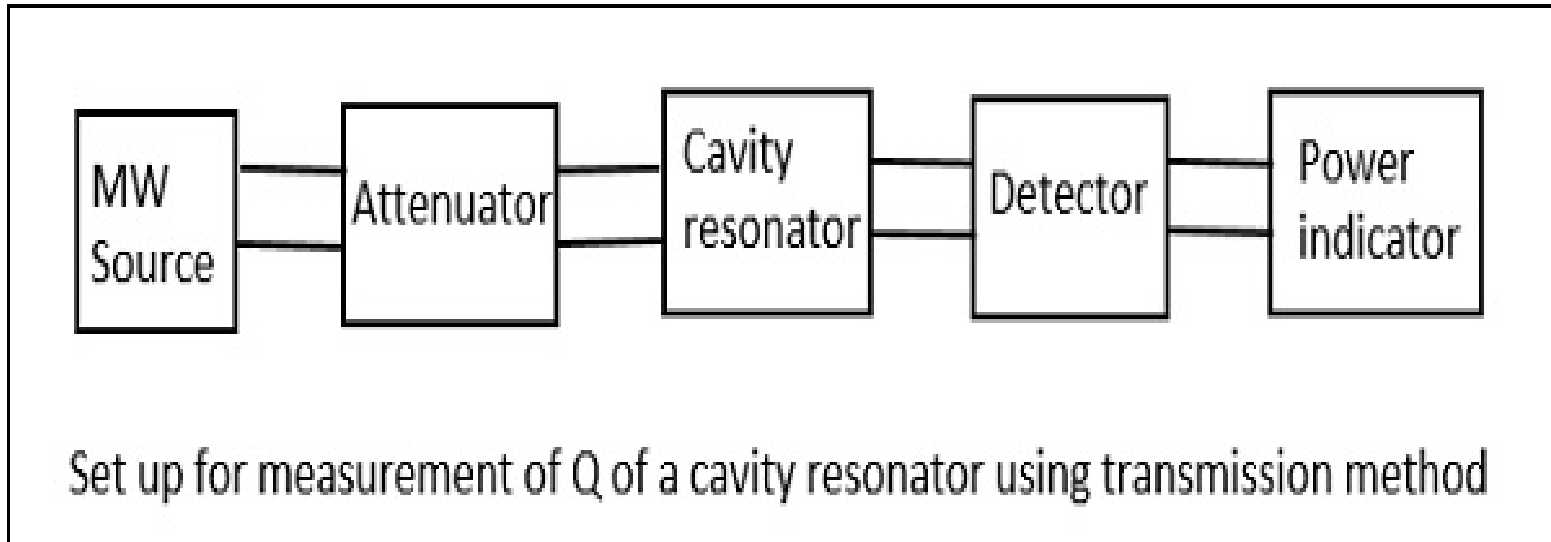 MW
Source
Attenuator
Cavity
resonator
Detector
Power
indicator
Set up for measurement of Q of a cavity resonator using transmission method